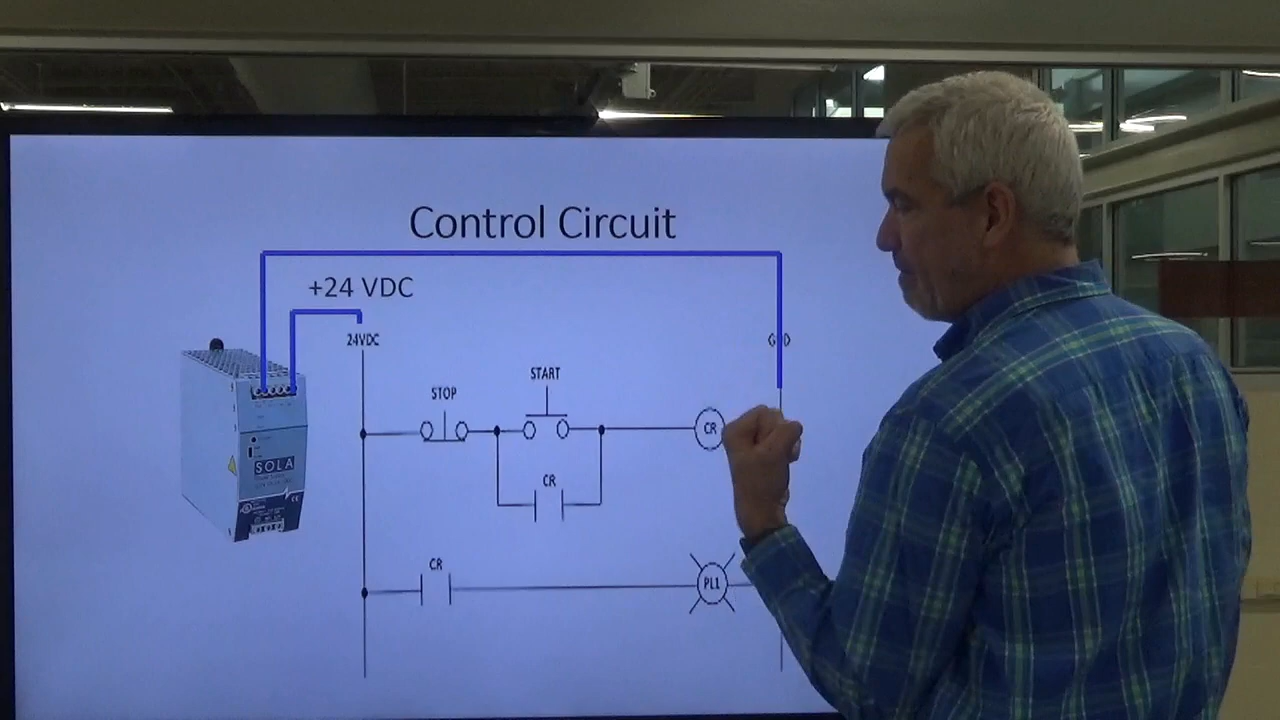 Control Circuit
+24 VDC
24VDC
START
STOP
CR
CR
SOLA
CR
PL1